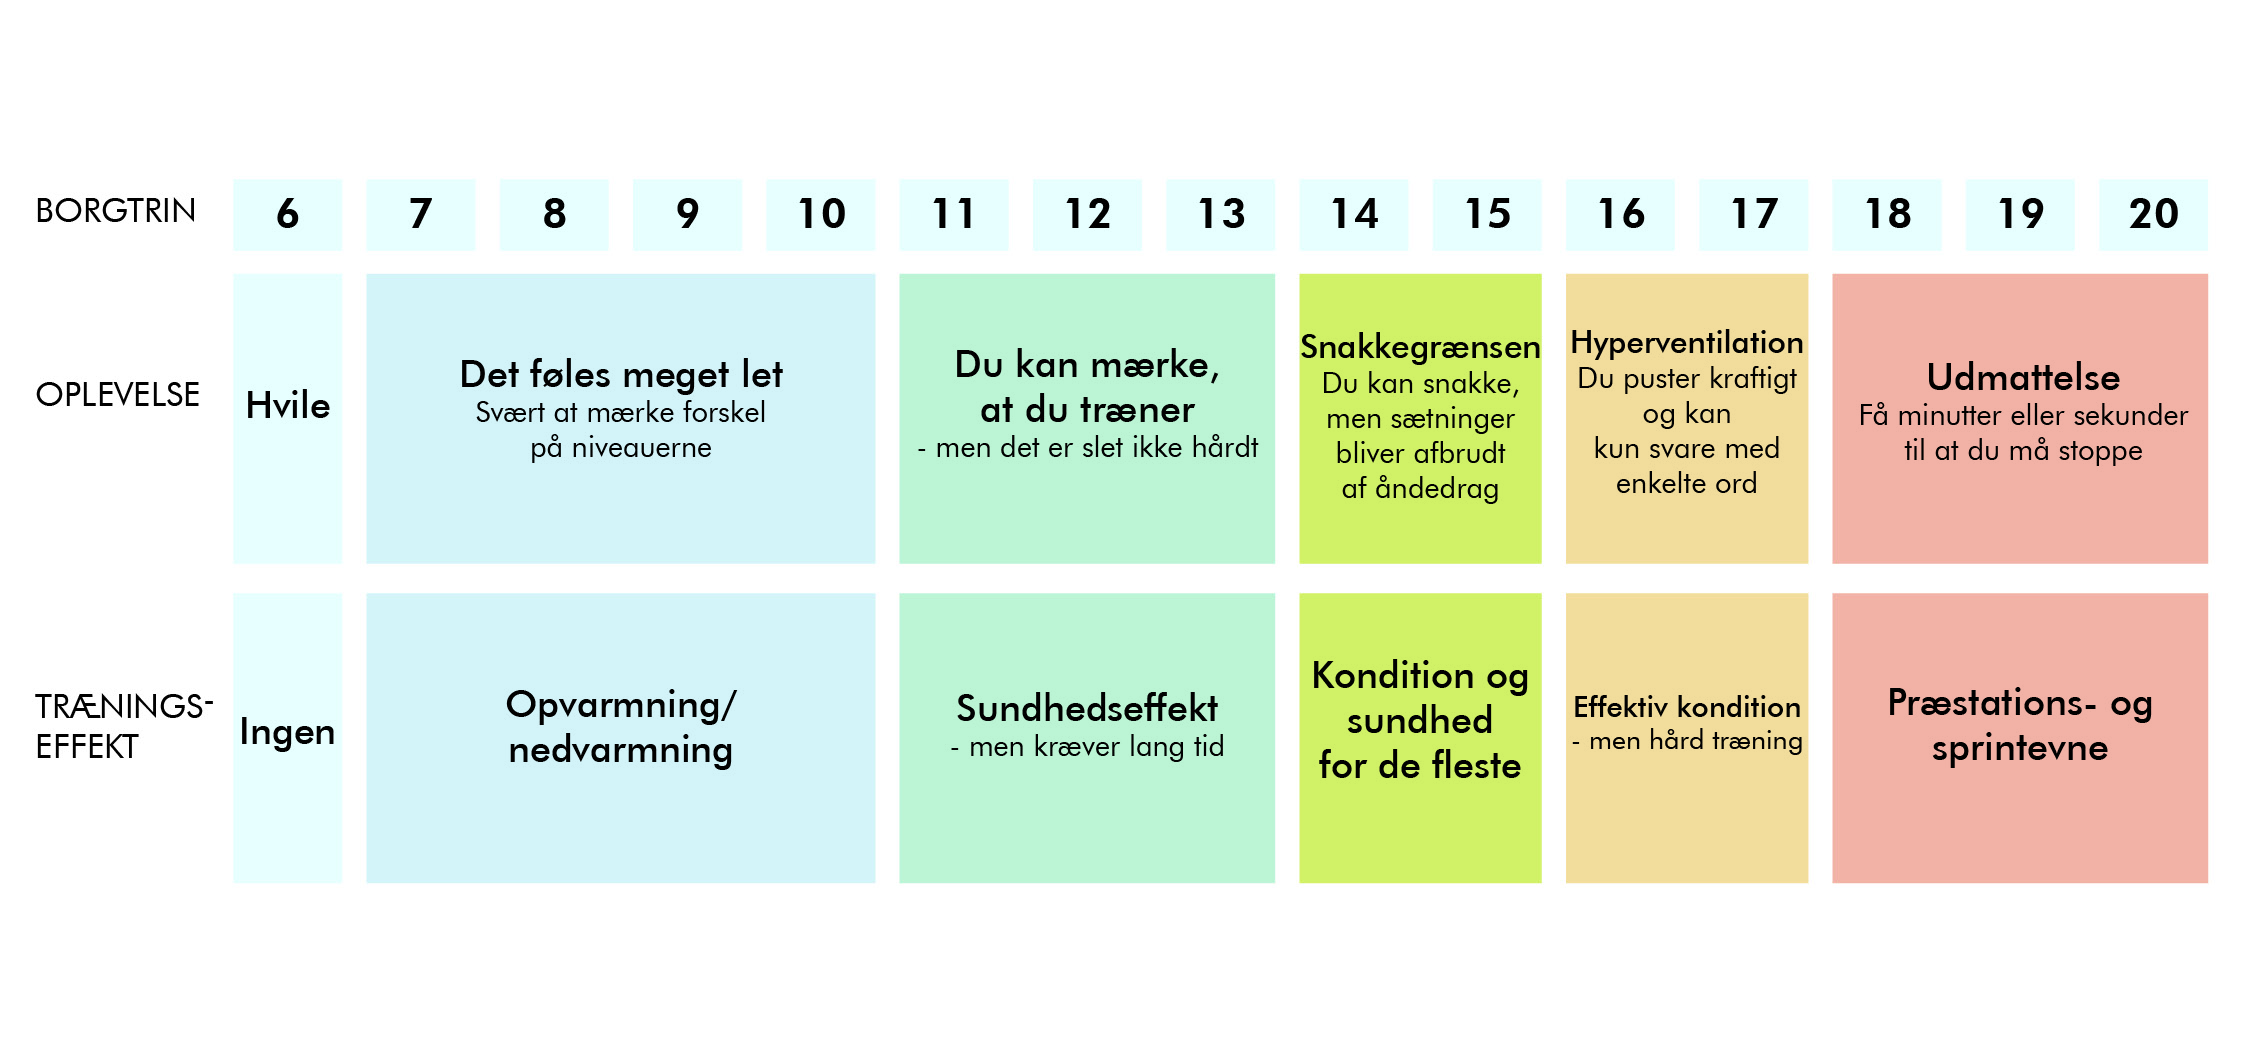 BORGTRIN 6 7 8 9 10 11 12 13 14 15 16 17 18 19 20
OPLEVELSE
Hvile
Det føles meget let
Svært at mærke forskel
på niveauerne
Du kan mærke,
at du træner
- men det er slet ikke hårdt
Snakkegrænsen
Du kan snakke,
men sætninger
bliver afbrudt
af åndedrag
Hyperventilation
Du puster kraftigt
og kan
kun svare med
enkelte ord
Udmattelse
Få minutter eller sekunder
til at du må stoppe
TRÆNINGS-
EFFEKT
Ingen
Opvarmning/
nedvarmning
Sundhedseffekt
- men kræver lang tid
Kondition og
sundhed
for de fleste
Effektiv kondition
- men hård træning
Præstations- og
sprintevne